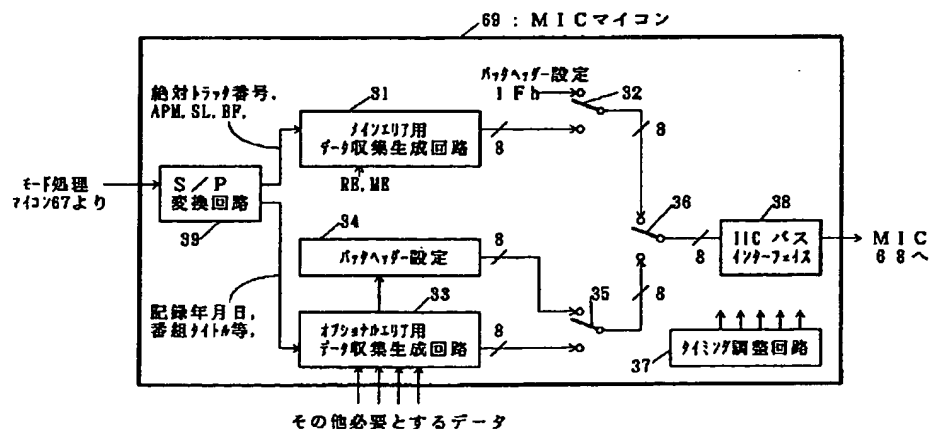 69 : MICマイコン
パックヘッダー設定
1Fh
32
絶対トラック番号,
APM, SL, BF,
31
メインエリア用
データ収集生成回路
8
8
RE, ME
モード処理
マイコン67より
S/P
変換回路
39
34
パックヘッダー設定
8
36
8
38
IIC バス
インターフェイス
MIC
68へ
記録年月日,
番組タイトル等,
33
オプショナルエリア用
データ収集生成回路
8
35
8
37
タイミング調整回路
その他必要とするデータ